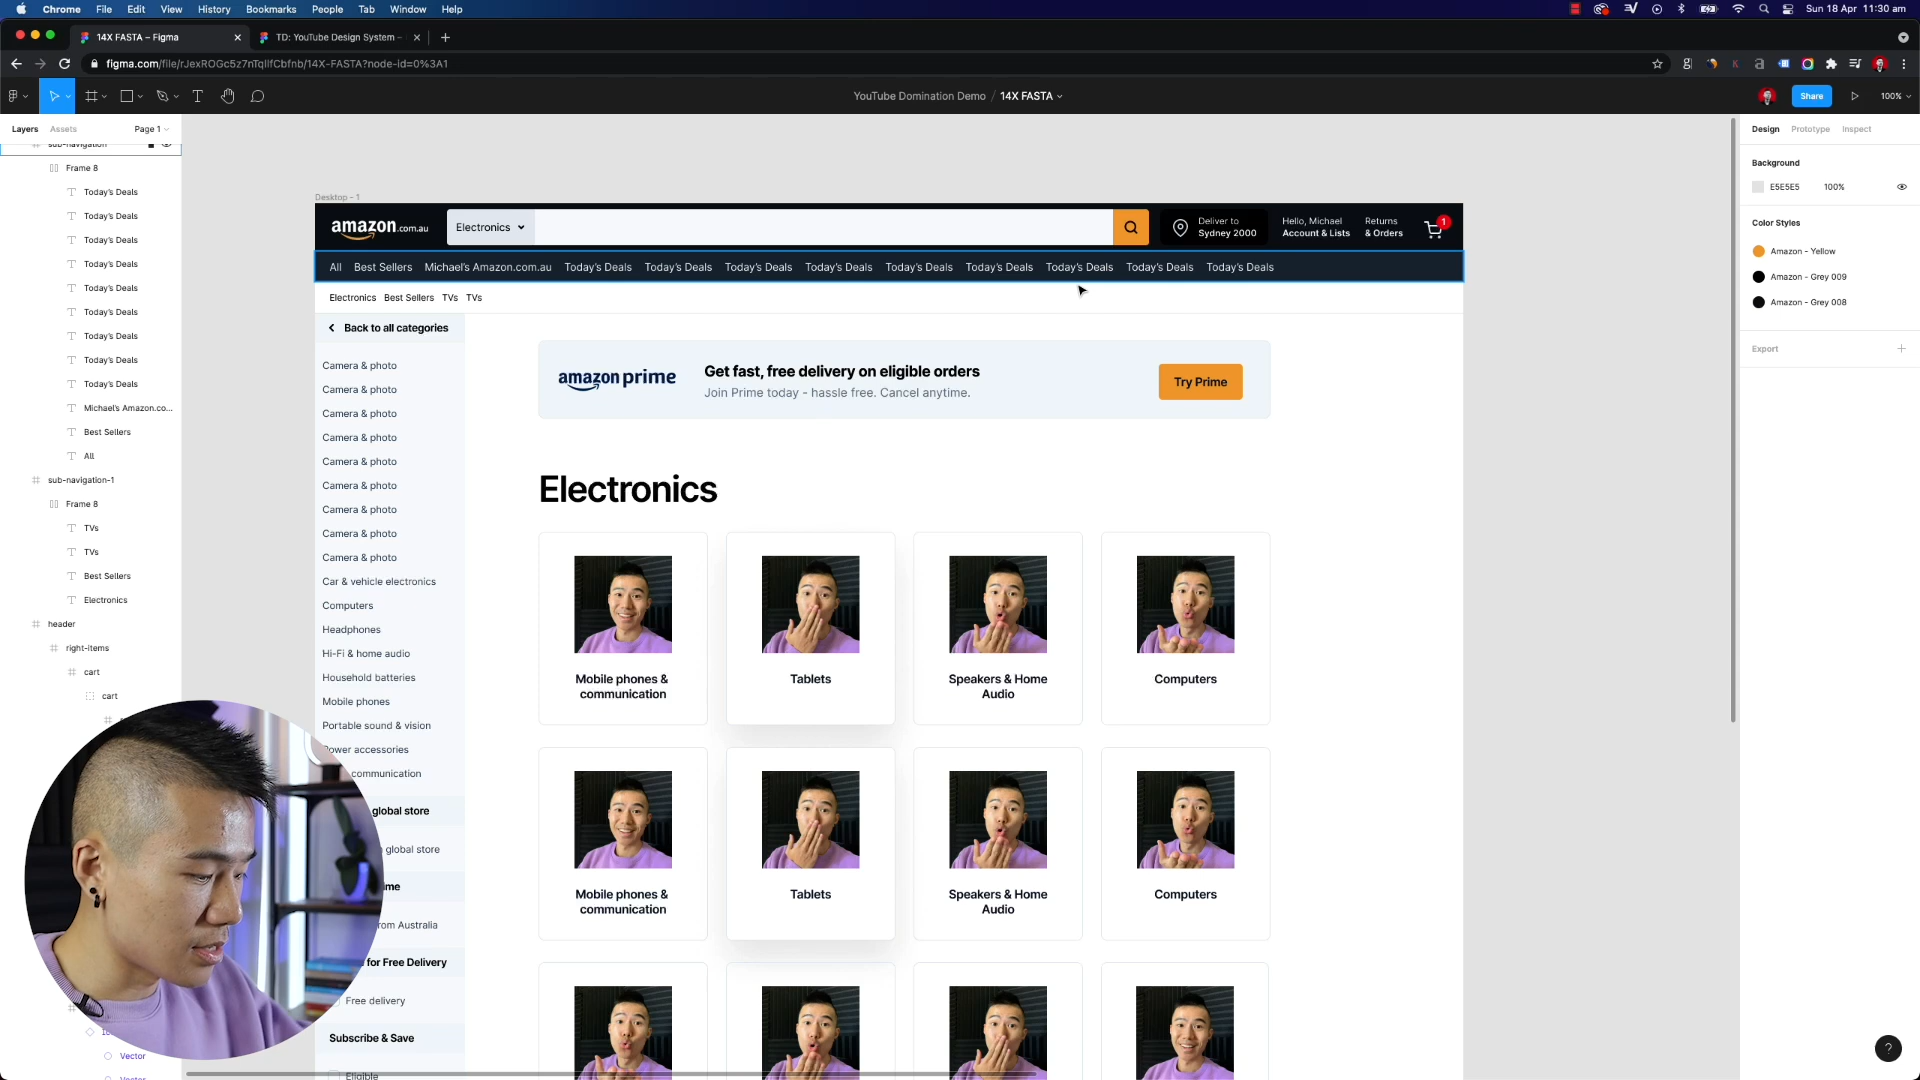 Chrome File Edit View History Bookmarks People Tab Window Help
Sun 18 Apr 11:30 am
14X FASTA – Figma
TD: YouTube Design System –
YouTube Domination Demo / 14X FASTA
Share
100%
Layers Assets Page 1
sub-navigation
Frame 8
Today's Deals
Today's Deals
Today's Deals
Today's Deals
Today's Deals
Today's Deals
Today's Deals
Today's Deals
Today's Deals
Michael's Amazon.co...
Best Sellers
All
sub-navigation-1
Frame 8
TVs
TVs
Best Sellers
Electronics
header
right-items
cart
cart
Vector
Desktop - 1
amazon.com.au
Electronics
Deliver to
Sydney 2000
Hello, Michael
Account & Lists
Returns
& Orders
1
All Best Sellers Michael's Amazon.com.au Today's Deals Today's Deals Today's Deals Today's Deals Today's Deals Today's Deals Today's Deals Today's Deals Today's Deals
Electronics Best Sellers TVs TVs
Back to all categories
Camera & photo
Camera & photo
Camera & photo
Camera & photo
Camera & photo
Camera & photo
Camera & photo
Camera & photo
Camera & photo
Car & vehicle electronics
Computers
Headphones
Hi-Fi & home audio
Household batteries
Mobile phones
Portable sound & vision
Power accessories
communication
global store
global store
from Australia
for Free Delivery
Free delivery
Subscribe & Save
Eligible
amazon prime
Get fast, free delivery on eligible orders
Join Prime today - hassle free. Cancel anytime.
Try Prime
Electronics
Mobile phones &
communication
Tablets
Speakers & Home
Audio
Computers
Mobile phones &
communication
Tablets
Speakers & Home
Audio
Computers
Design Prototype Inspect
Background
E5E5E5 100%
Color Styles
Amazon - Yellow
Amazon - Grey 009
Amazon - Grey 008
Export
?